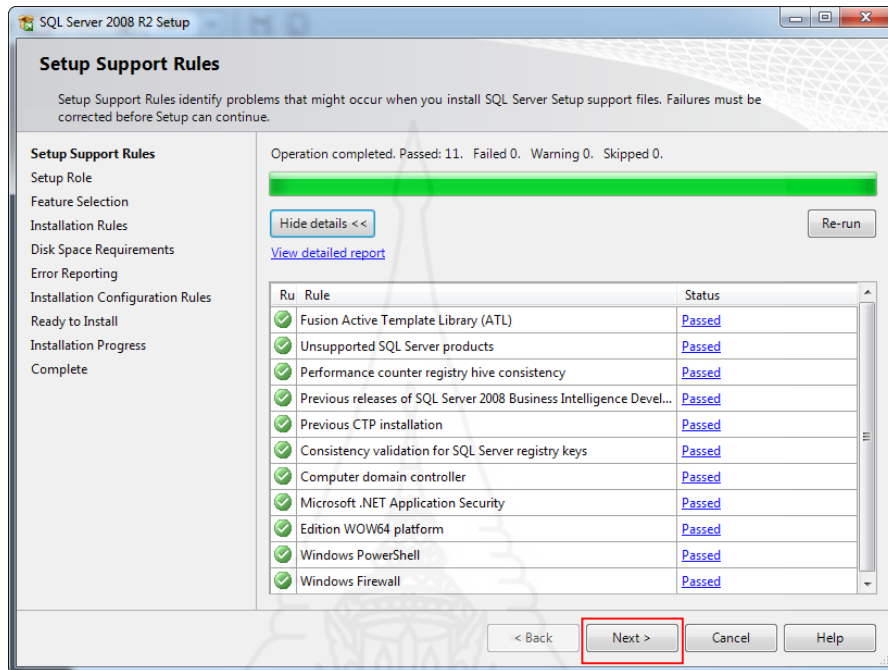 SQL Server 2008 R2 Setup
Setup Support Rules
Setup Support Rules identify problems that might occur when you install SQL Server Setup support files. Failures must be
corrected before Setup can continue.
Setup Support Rules
Setup Role
Feature Selection
Installation Rules
Disk Space Requirements
Error Reporting
Installation Configuration Rules
Ready to Install
Installation Progress
Complete
Operation completed. Passed: 11. Failed 0. Warning 0. Skipped 0.
Hide details <<
Re-run
View detailed report
Ru Rule Status
Fusion Active Template Library (ATL) Passed
Unsupported SQL Server products Passed
Performance counter registry hive consistency Passed
Previous releases of SQL Server 2008 Business Intelligence Devel... Passed
Previous CTP installation Passed
Consistency validation for SQL Server registry keys Passed
Computer domain controller Passed
Microsoft .NET Application Security Passed
Edition WOW64 platform Passed
Windows PowerShell Passed
Windows Firewall Passed
< Back Next > Cancel Help